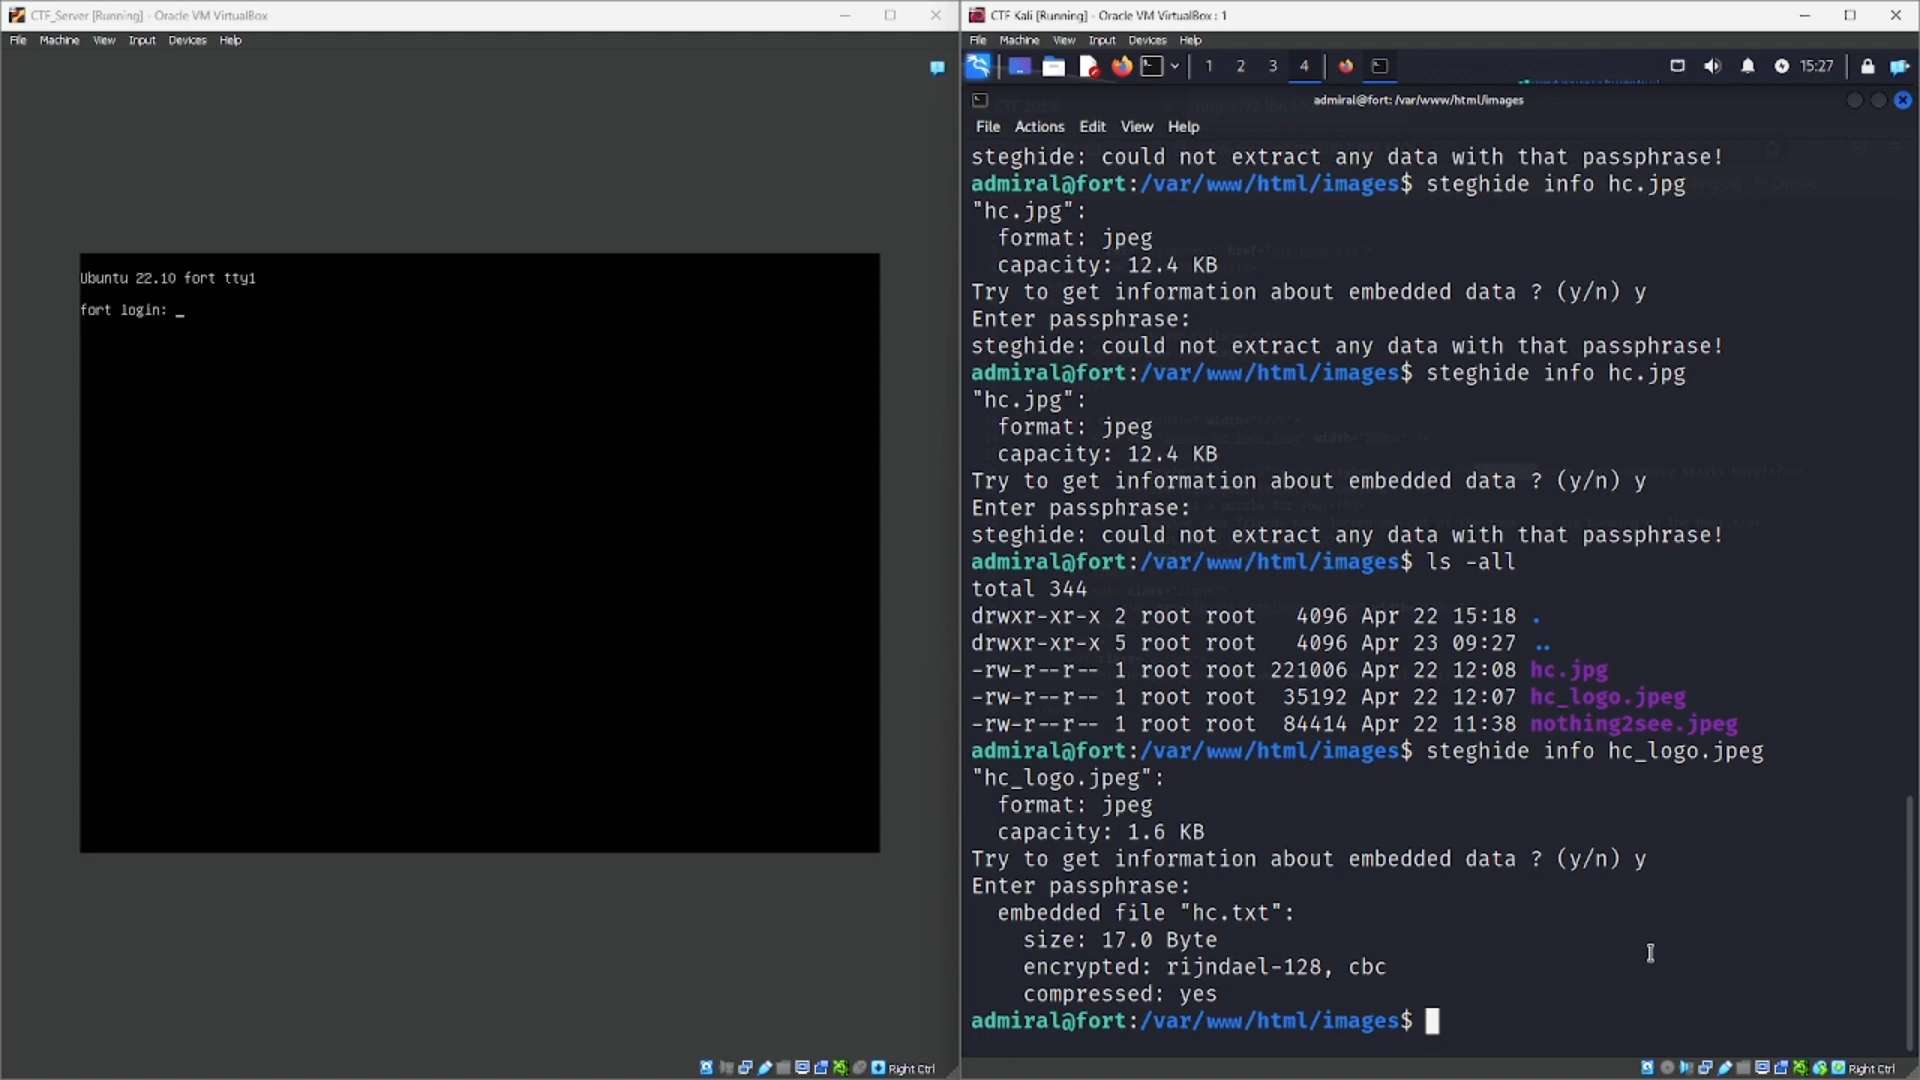 CTF_Server [Running] - Oracle VM VirtualBox
File Machine View Input Devices Help
Ubuntu 22.10 fort tty1
fort login: _
Right Ctrl
CTF Kali [Running] - Oracle VM VirtualBox : 1
File Machine View Input Devices Help
1 2 3 4 15:27
admiral@fort: /var/www/html/images
File Actions Edit View Help
steghide: could not extract any data with that passphrase!
admiral@fort:/var/www/html/images$ steghide info hc.jpg
"hc.jpg":
format: jpeg
capacity: 12.4 KB
Try to get information about embedded data ? (y/n) y
Enter passphrase:
steghide: could not extract any data with that passphrase!
admiral@fort:/var/www/html/images$ steghide info hc.jpg
"hc.jpg":
format: jpeg
capacity: 12.4 KB
Try to get information about embedded data ? (y/n) y
Enter passphrase:
steghide: could not extract any data with that passphrase!
admiral@fort:/var/www/html/images$ ls -all
total 344
drwxr-xr-x 2 root root 4096 Apr 22 15:18 .
drwxr-xr-x 5 root root 4096 Apr 23 09:27 ..
-rw-r--r-- 1 root root 221006 Apr 22 12:08 hc.jpg
-rw-r--r-- 1 root root 35192 Apr 22 12:07 hc_logo.jpeg
-rw-r--r-- 1 root root 84414 Apr 22 11:38 nothing2see.jpeg
admiral@fort:/var/www/html/images$ steghide info hc_logo.jpeg
"hc_logo.jpeg":
format: jpeg
capacity: 1.6 KB
Try to get information about embedded data ? (y/n) y
Enter passphrase:
embedded file "hc.txt":
size: 17.0 Byte
encrypted: rijndael-128, cbc
compressed: yes
admiral@fort:/var/www/html/images$
Right Ctrl